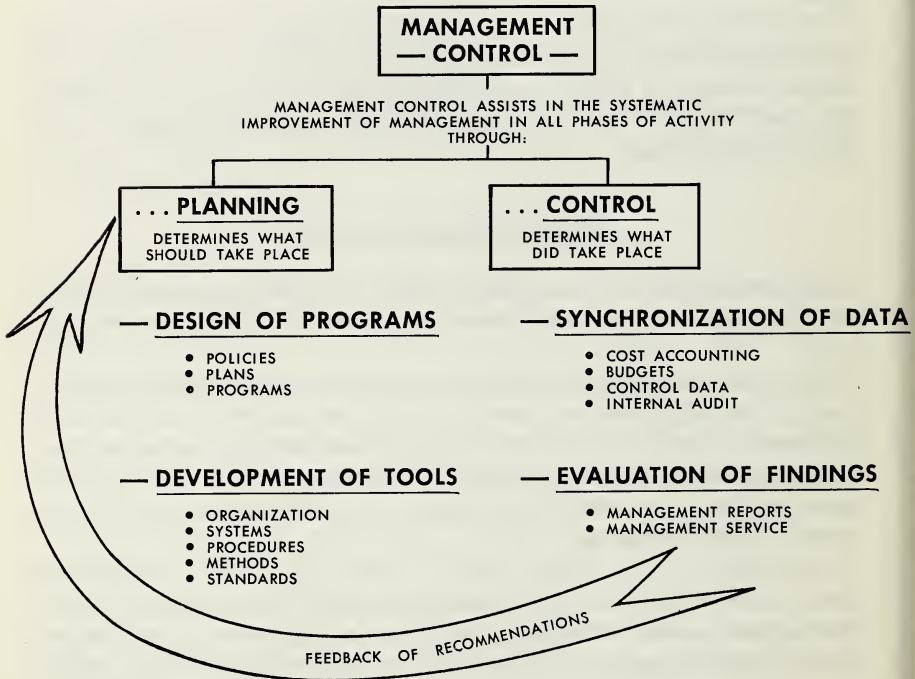 MANAGEMENT
— CONTROL —
MANAGEMENT CONTROL ASSISTS IN THE SYSTEMATIC
IMPROVEMENT OF MANAGEMENT IN ALL PHASES OF ACTIVITY
THROUGH:
... PLANNING
DETERMINES WHAT
SHOULD TAKE PLACE
... CONTROL
DETERMINES WHAT
DID TAKE PLACE
— DESIGN OF PROGRAMS
• POLICIES
• PLANS
• PROGRAMS
— SYNCHRONIZATION OF DATA
• COST ACCOUNTING
• BUDGETS
• CONTROL DATA
• INTERNAL AUDIT
— DEVELOPMENT OF TOOLS
• ORGANIZATION
• SYSTEMS
• PROCEDURES
• METHODS
• STANDARDS
— EVALUATION OF FINDINGS
• MANAGEMENT REPORTS
• MANAGEMENT SERVICE
FEEDBACK OF RECOMMENDATIONS